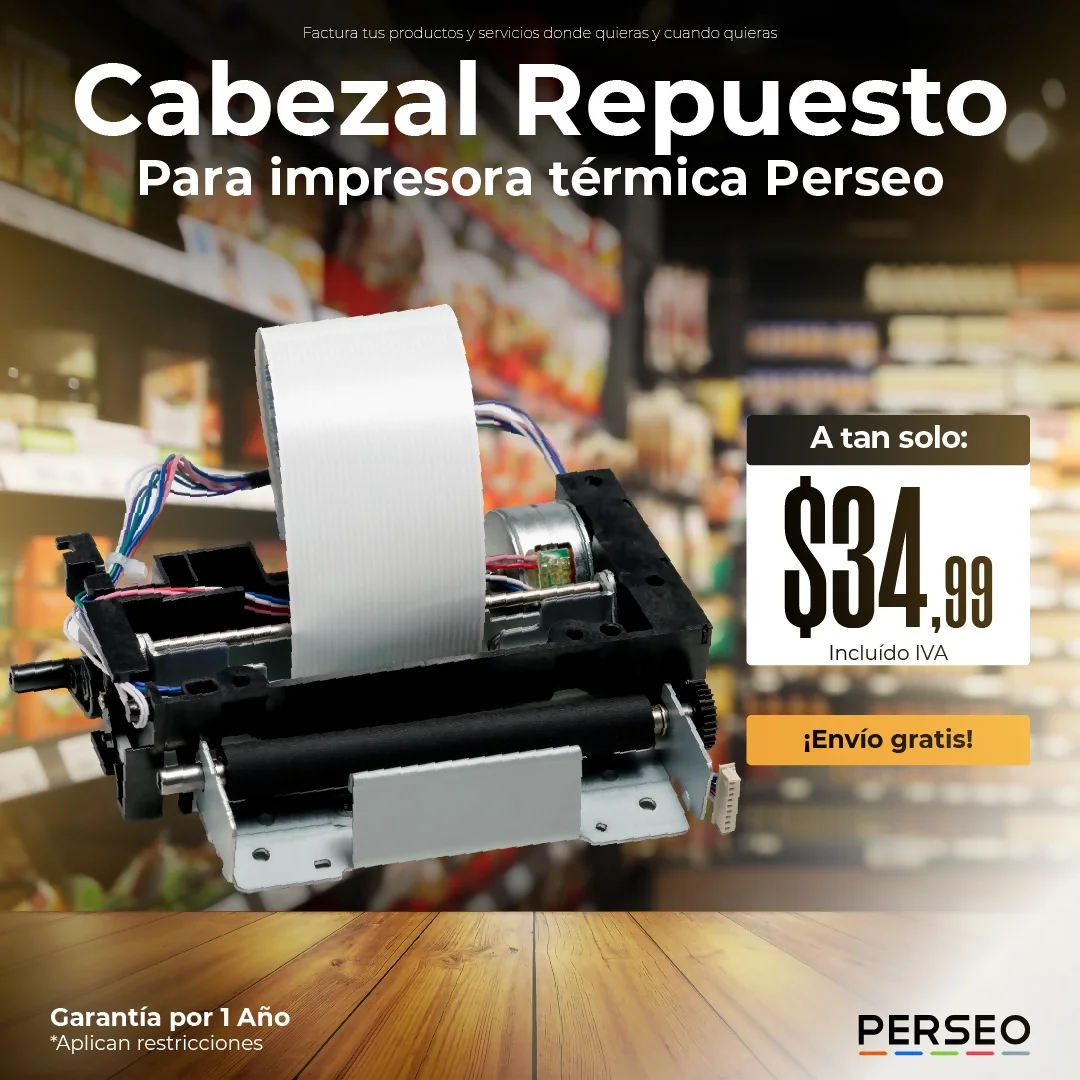 Factura tus productos y servicios donde quieras y cuando quieras
Cabezal Repuesto
Para impresora térmica Perseo
A tan solo:
$34,99
Incluído IVA
¡Envío gratis!
Garantía por 1 Año
*Aplican restricciones
PERSEO